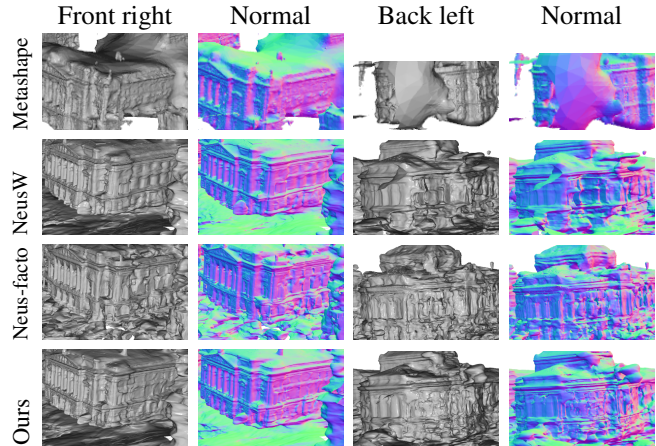 Front right Normal Back left Normal
Metashape
NeusW
Neus-facto
Ours